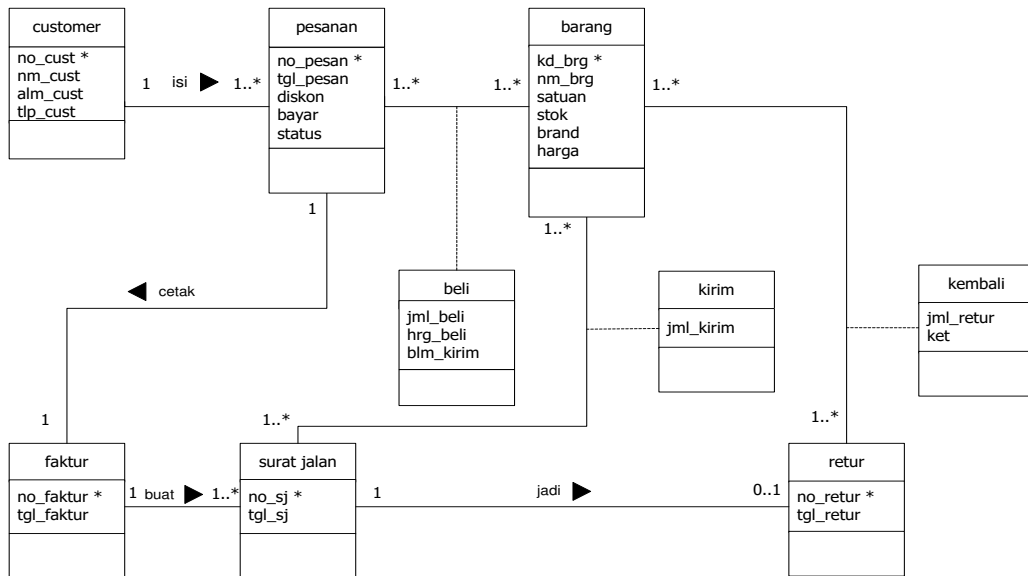 customer
no_cust *
nm_cust
alm_cust
tlp_cust
1
isi
1..*
pesanan
no_pesan *
tgl_pesan
diskon
bayar
status
1..*
1..*
barang
kd_brg *
nm_brg
satuan
stok
brand
harga
1..*
1
1..*
cetak
beli
jml_beli
hrg_beli
blm_kirim
kirim
jml_kirim
kembali
jml_retur
ket
1
1..*
1..*
faktur
no_faktur *
tgl_faktur
1
buat
1..*
surat jalan
no_sj *
tgl_sj
1
jadi
0..1
retur
no_retur *
tgl_retur